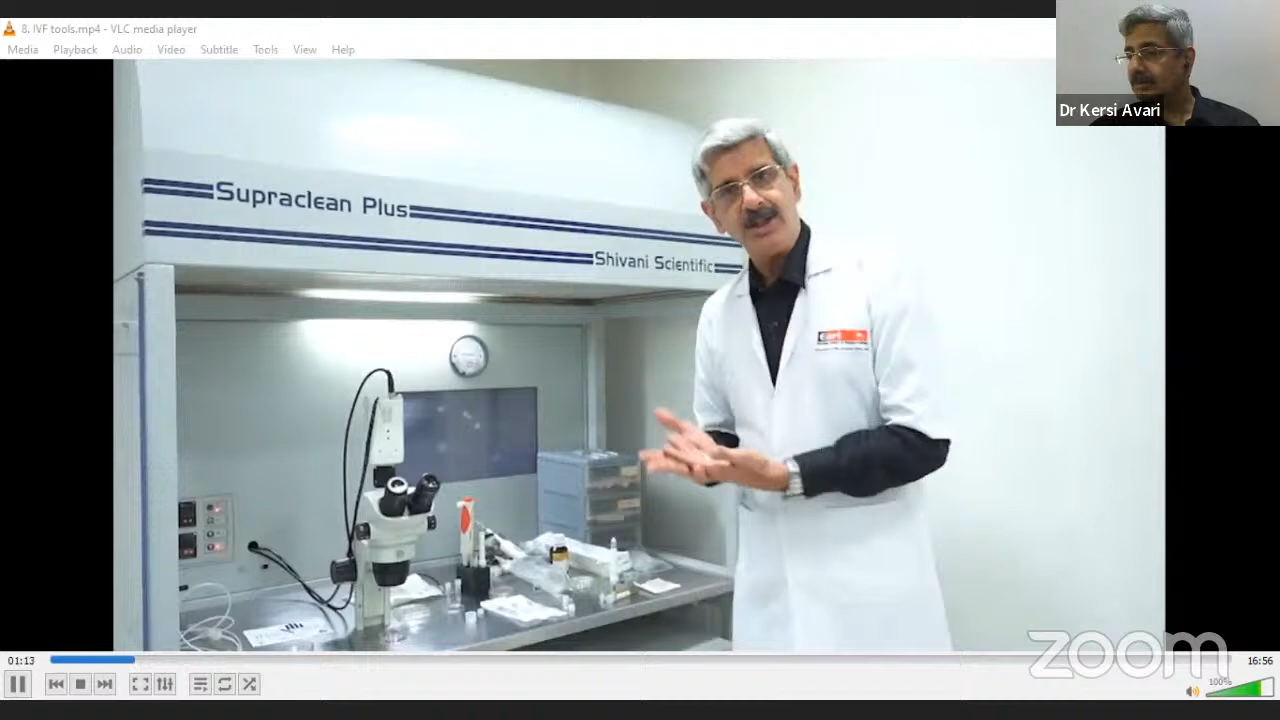 8. IVF tools.mp4 - VLC media player
Media Playback Audio Video Subtitle Tools View Help
Dr Kersi Avari
Supraclean Plus
Shivani Scientific
zoom
01:13
16:56
100%